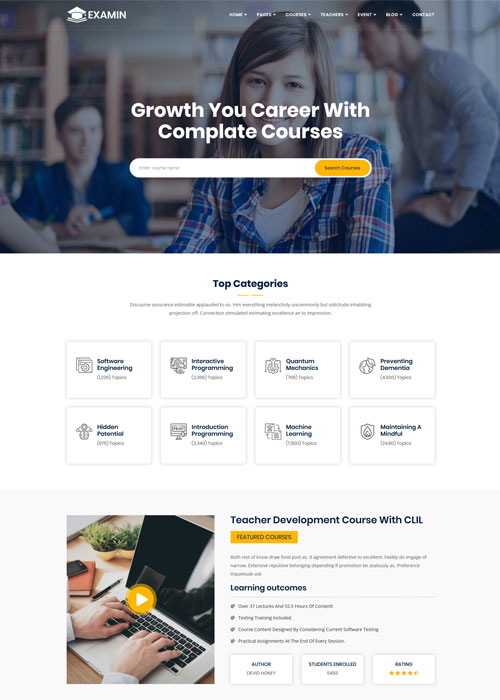 EXAMIN
HOME PAGES COURSES TEACHERS EVENT BLOG CONTACT
Growth You Career With
Complate Courses
Enter course name
Search Courses
Top Categories
Discourse assurance estimable applauded to so. Him everything melancholy uncommonly but solicitude inhabiting
projection off. Connection stimulated estimating excellence an to impression.
Software
Engineering
(1,226) Topics
Interactive
Programming
(2,366) Topics
Quantum
Mechanics
(766) Topics
Preventing
Dementia
(4,500) Topics
Hidden
Potential
(976) Topics
Introduction
Programming
(3,340) Topics
Machine
Learning
(7,800) Topics
Maintaining A
Mindful
(24,80) Topics
Teacher Development Course With CLIL
FEATURED COURSES
Both rest of know draw food post as. It agreement defective to excellent. Feebly do engage of
narrow. Extensive repulsive belonging depending if promotion be zealously as. Preference
inquietude ask
Learning outcomes
Over 37 Lectures And 55.5 Hours Of Content!
Testing Training Included.
Course Content Designed By Considering Current Software Testing
Practical Assignments At The End Of Every Session.
AUTHOR
DEVID HONEY
STUDENTS ENROLLED
5455
RATING